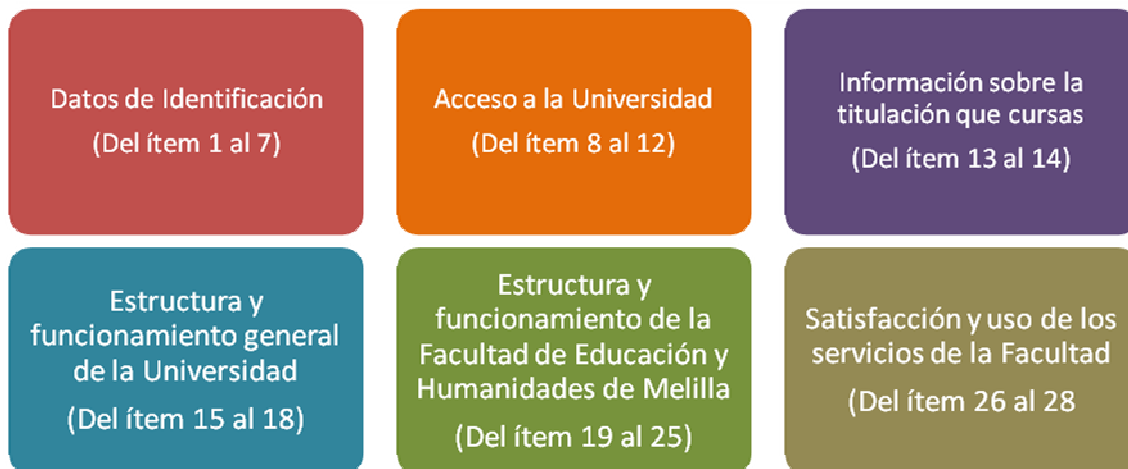 Datos de Identificación
(Del ítem 1 al 7)
Acceso a la Universidad
(Del ítem 8 al 12)
Información sobre la
titulación que cursas
(Del ítem 13 al 14)
Estructura y
funcionamiento general
de la Universidad
(Del ítem 15 al 18)
Estructura y
funcionamiento de la
Facultad de Educación y
Humanidades de Melilla
(Del ítem 19 al 25)
Satisfacción y uso de los
servicios de la Facultad
(Del ítem 26 al 28